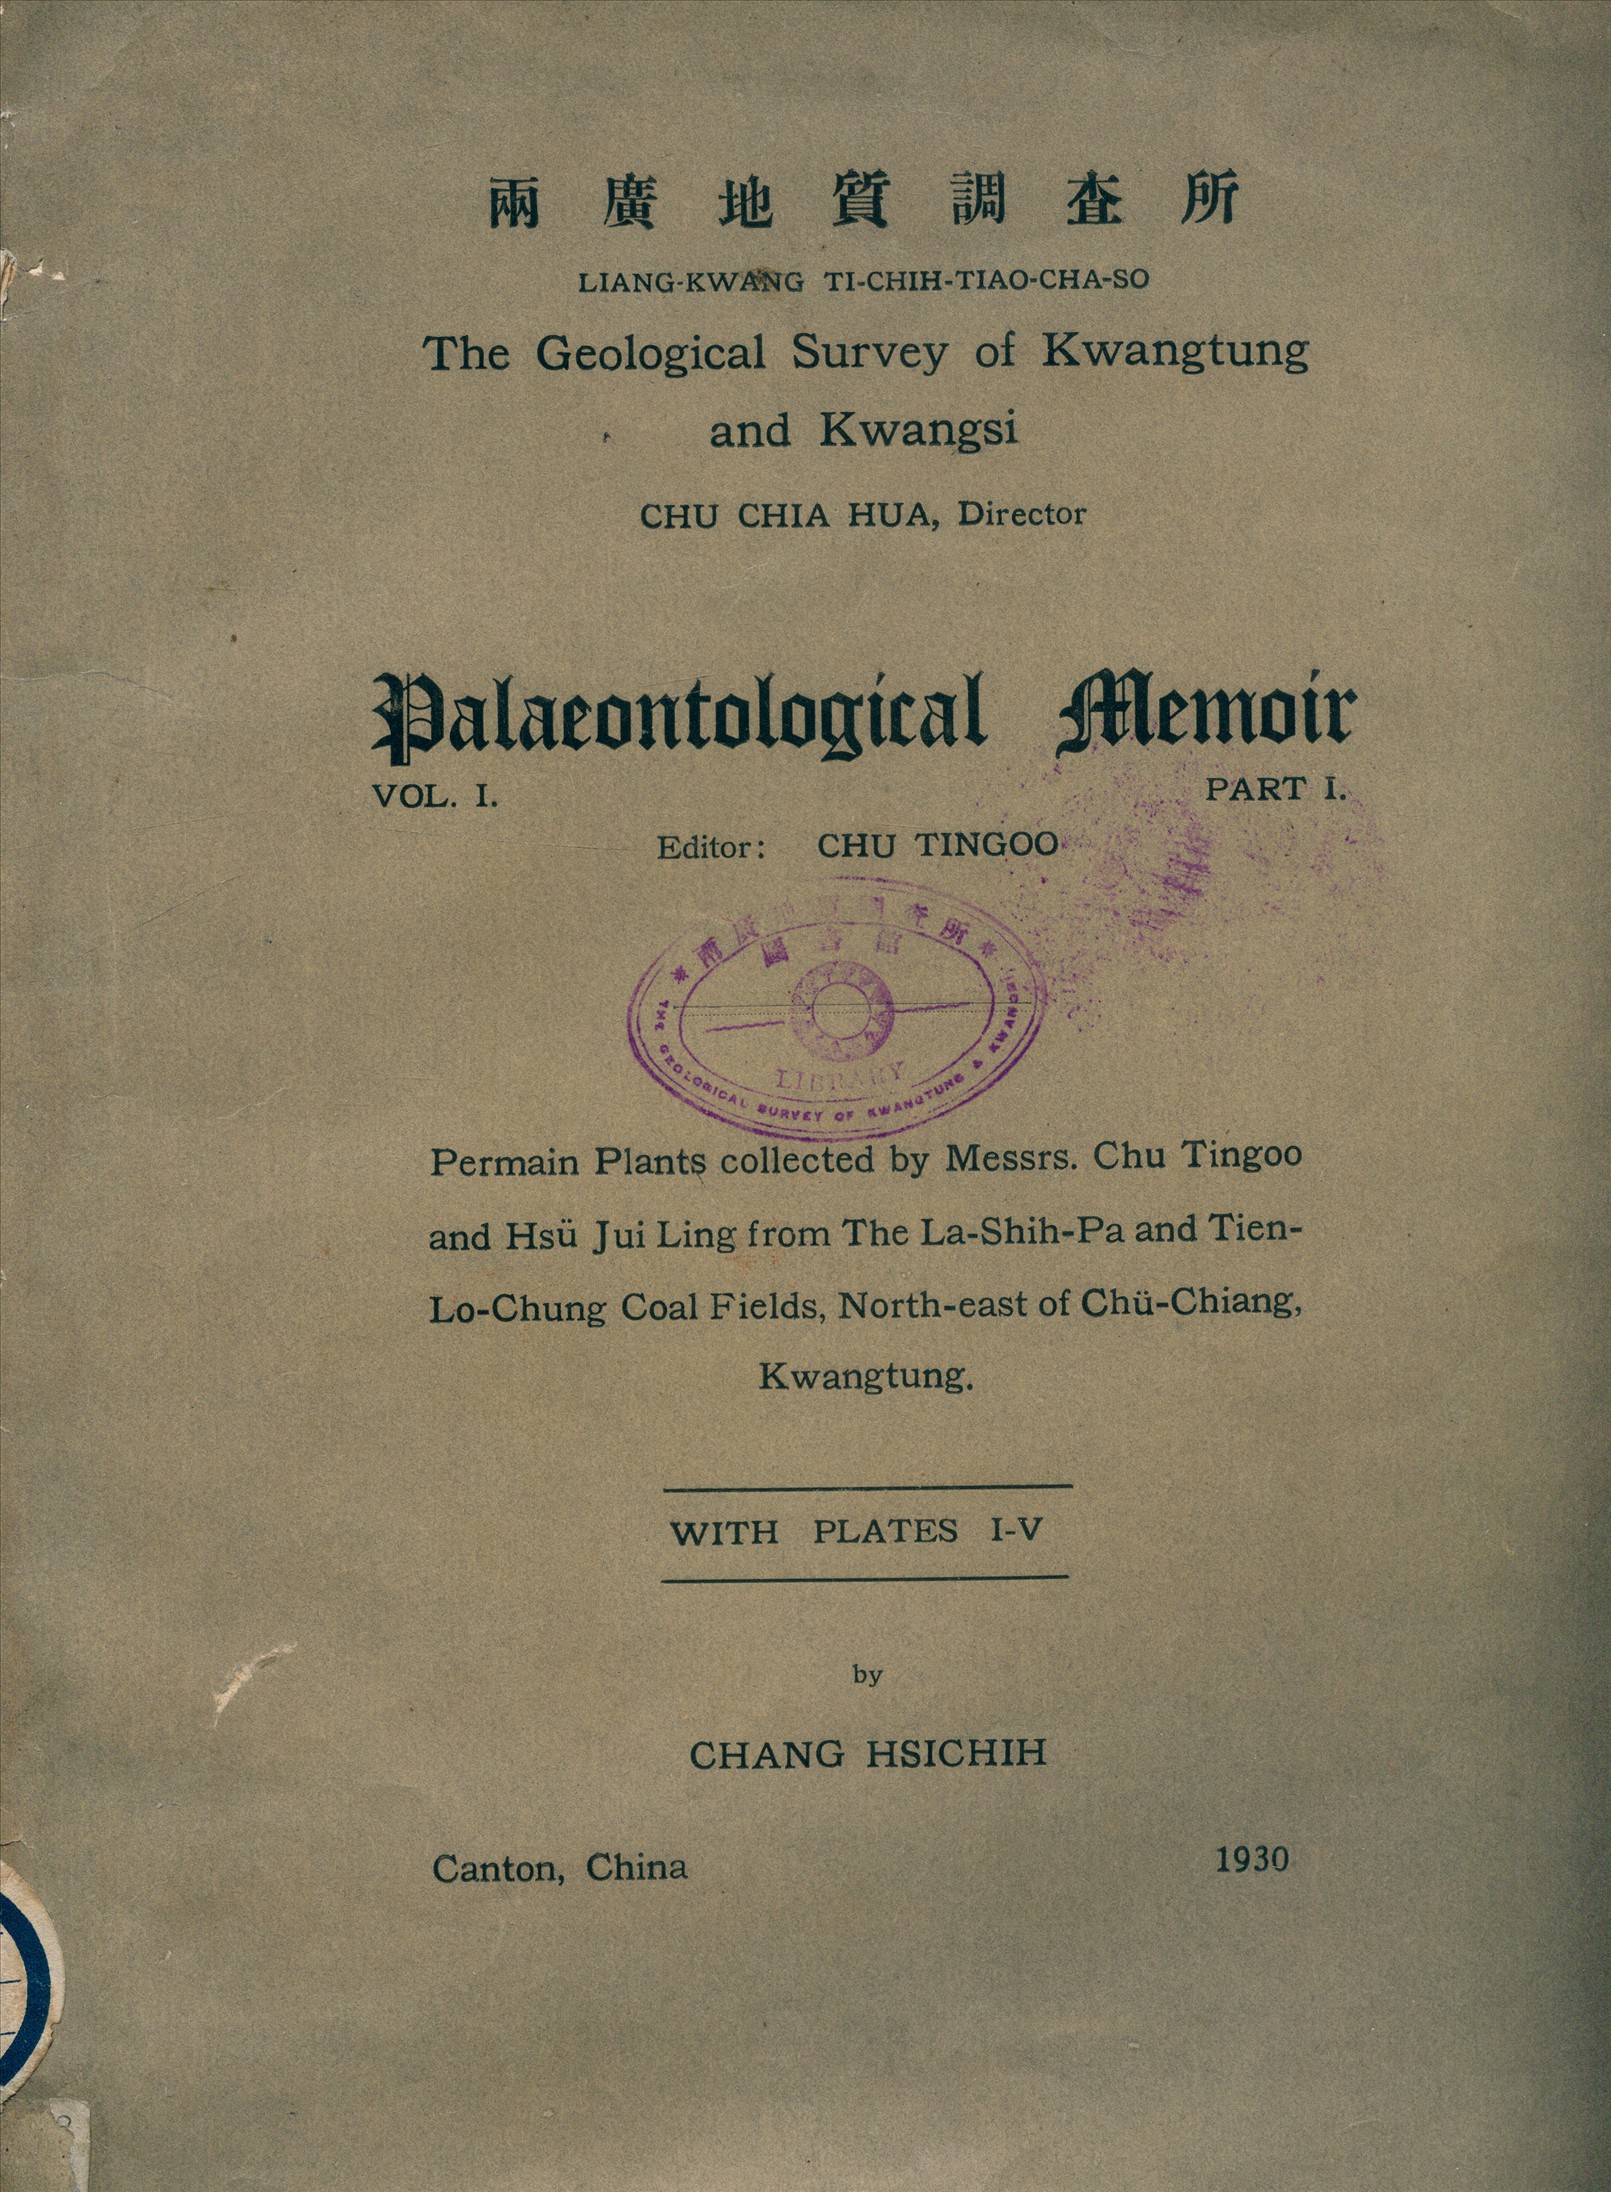 兩廣地質調查所
LIANG-KWANG TI-CHIH-TIAO-CHA-SO
The Geological Survey of Kwangtung
and Kwangsi
CHU CHIA HUA, Director
Palaeontological Memoir
VOL. I. PART I.
Editor: CHU TINGOO
兩廣 所
LIBRARY
THE GEOLOGICAL SURVEY OF KWANGTUNG & KWANGSI
Permain Plants collected by Messrs. Chu Tingoo
and Hsü Jui Ling from The La-Shih-Pa and Tien-
Lo-Chung Coal Fields, North-east of Chü-Chiang,
Kwangtung.
WITH PLATES I-V
by
CHANG HSICHIH
Canton, China 1930